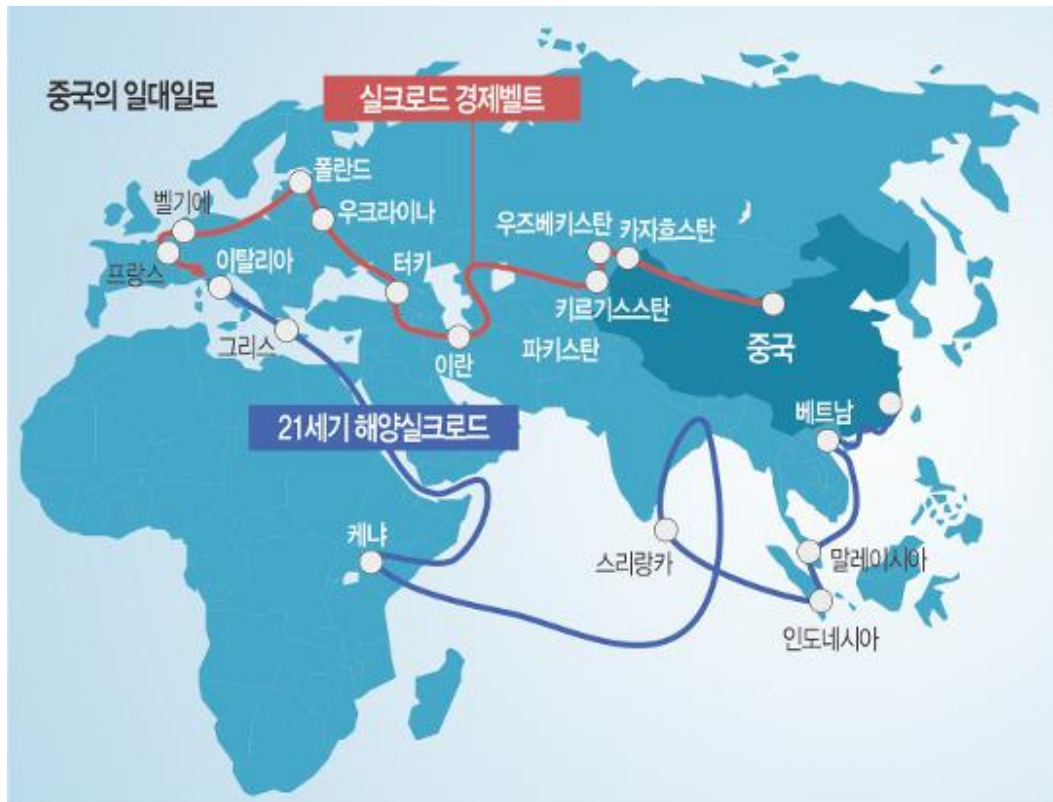 중국의 일대일로
실크로드 경제벨트
폴란드
벨기에
우크라이나
우즈베키스탄
카자흐스탄
프랑스
이탈리아
터키
키르기스스탄
그리스
이란
파키스탄
중국
21세기 해양실크로드
베트남
케냐
스리랑카
말레이시아
인도네시아